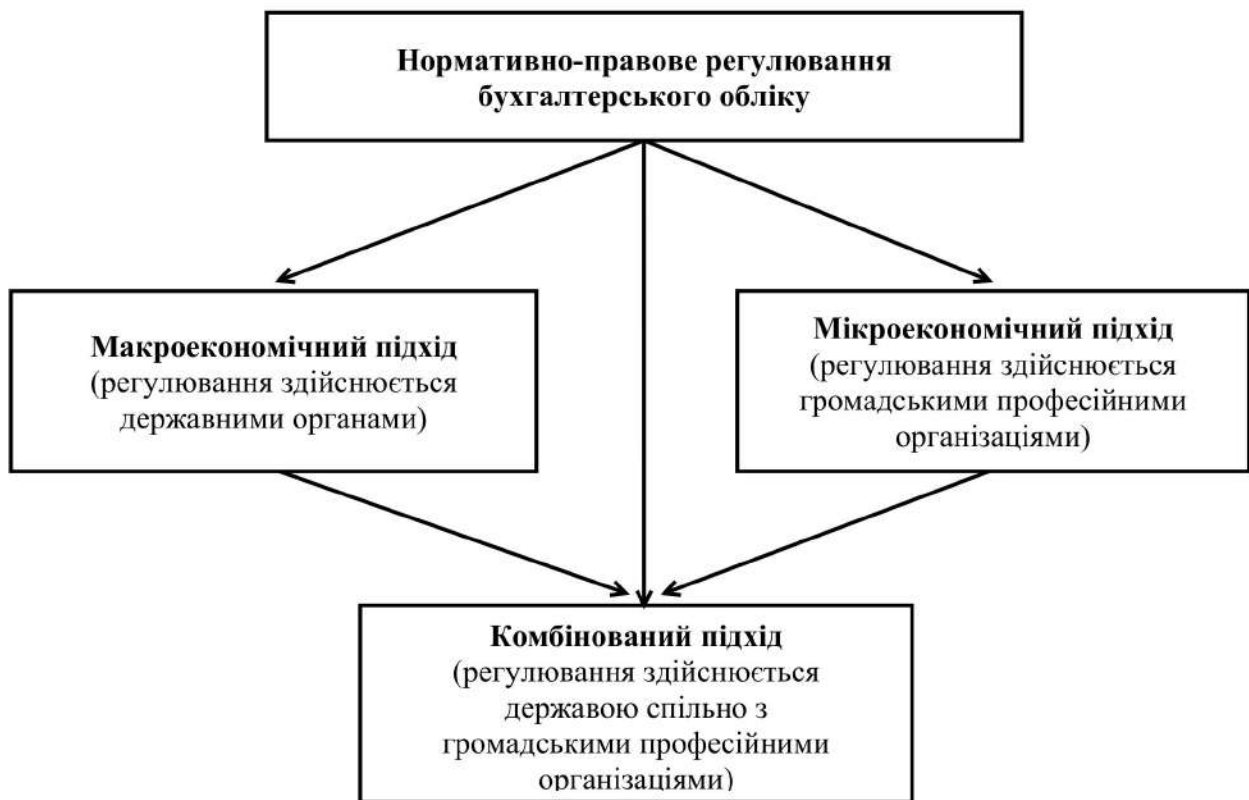 Нормативно-правове регулювання
бухгалтерського обліку
Макроекономічний підхід
(регулювання здійснюється
державними органами)
Мікроекономічний підхід
(регулювання здійснюється
громадськими професійними
організаціями)
Комбінований підхід
(регулювання здійснюється
державою спільно з
громадськими професійними
організаціями)